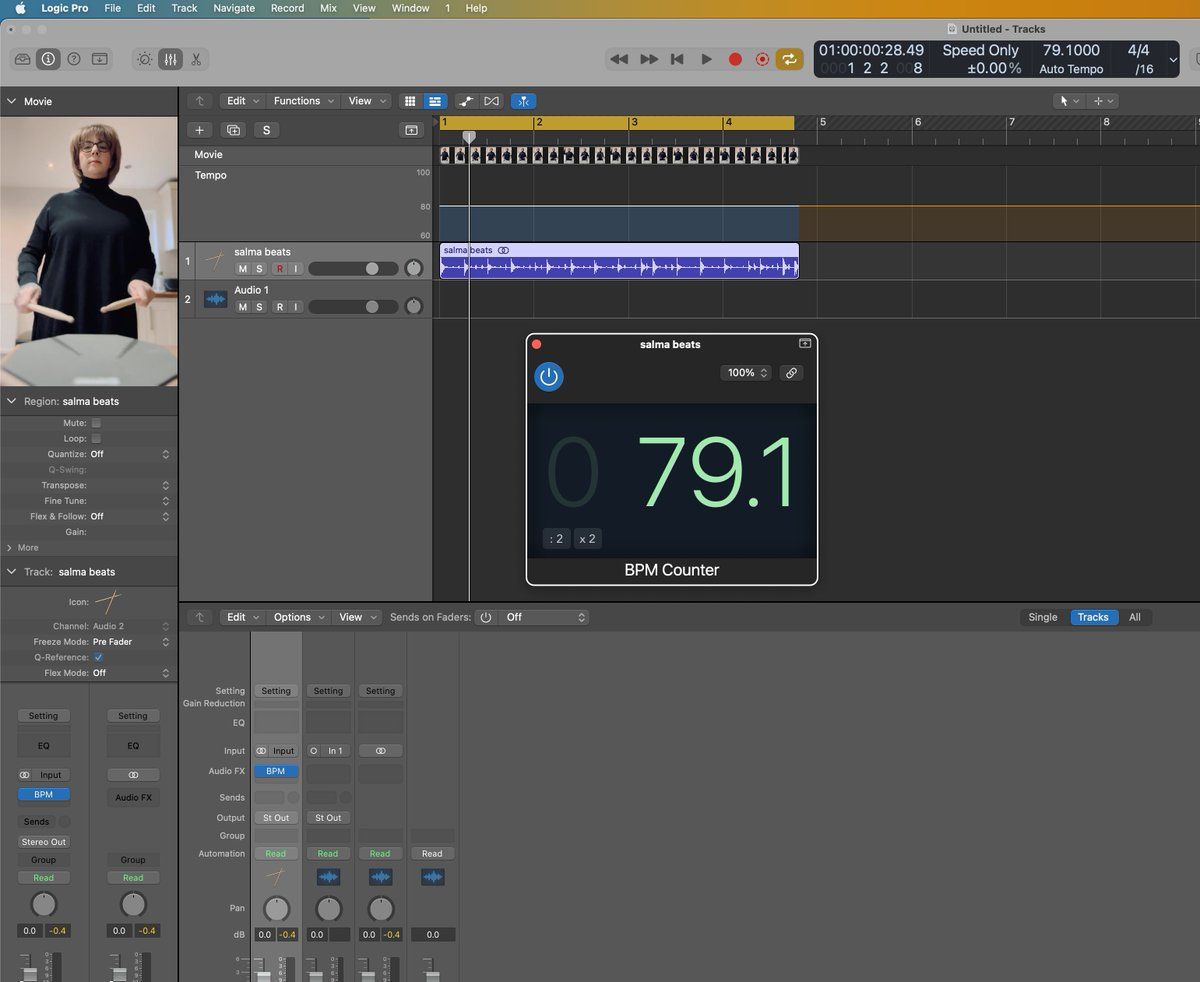 Logic Pro File Edit Track Navigate Record Mix View Window 1 Help
Untitled - Tracks
01:00:00:28.49 Speed Only 79.1000 4/4
0001 2 2 008 ±0.00% Auto Tempo /16
Movie
Edit Functions View
S
1 2 3 4 5 6 7 8
Movie
Tempo
100
80
60
1
salma beats
M S R I
salma beats
2
Audio 1
M S R I
salma beats
100%
0 79.1
: 2 x 2
BPM Counter
Region: salma beats
Mute:
Loop:
Quantize: Off
Q-Swing:
Transpose:
Fine Tune:
Flex & Follow: Off
Gain:
More
Track: salma beats
Icon:
Channel: Audio 2
Freeze Mode: Pre Fader
Q-Reference:
Flex Mode: Off
Setting Setting
EQ EQ
Input
BPM Audio FX
Sends
Stereo Out
Group Group
Read Read
0.0 -0.4 0.0 -0.4
Edit Options View Sends on Faders: Off Single Tracks All
Setting Setting Setting Setting
Gain Reduction
EQ
Input Input In 1
Audio FX BPM
Sends
Output St Out St Out
Group
Automation Read Read Read Read
Pan
dB 0.0 -0.4 0.0 0.0 -0.4 0.0